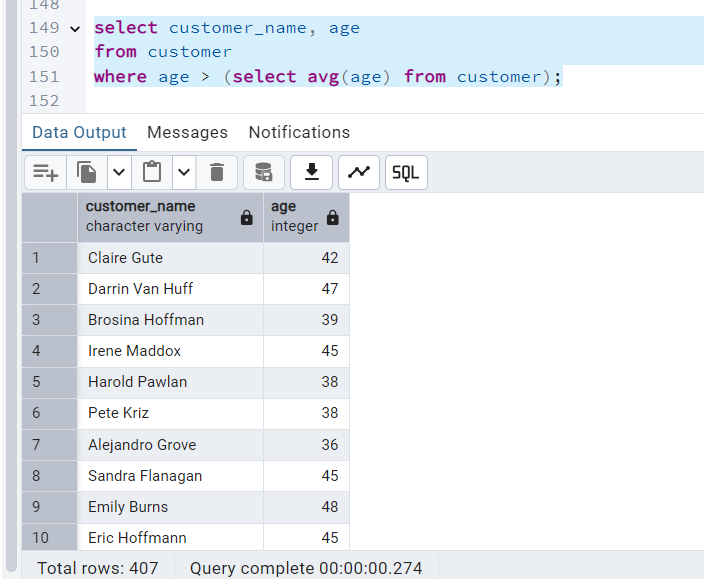 148
149 select customer_name, age
150 from customer
151 where age > (select avg(age) from customer);
152
Data Output Messages Notifications
SQL
customer_name age
character varying integer
1 Claire Gute 42
2 Darrin Van Huff 47
3 Brosina Hoffman 39
4 Irene Maddox 45
5 Harold Pawlan 38
6 Pete Kriz 38
7 Alejandro Grove 36
8 Sandra Flanagan 45
9 Emily Burns 48
10 Eric Hoffmann 45
Total rows: 407 Query complete 00:00:00.274